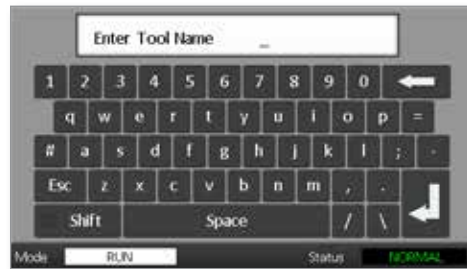 Enter Tool Name _
1 2 3 4 5 6 7 8 9 0
q w e r t y u i o p =
# a s d f g h j k l ; -
Esc z x c v b n m , .
Shift Space / \
Mode RUN Status NORMAL